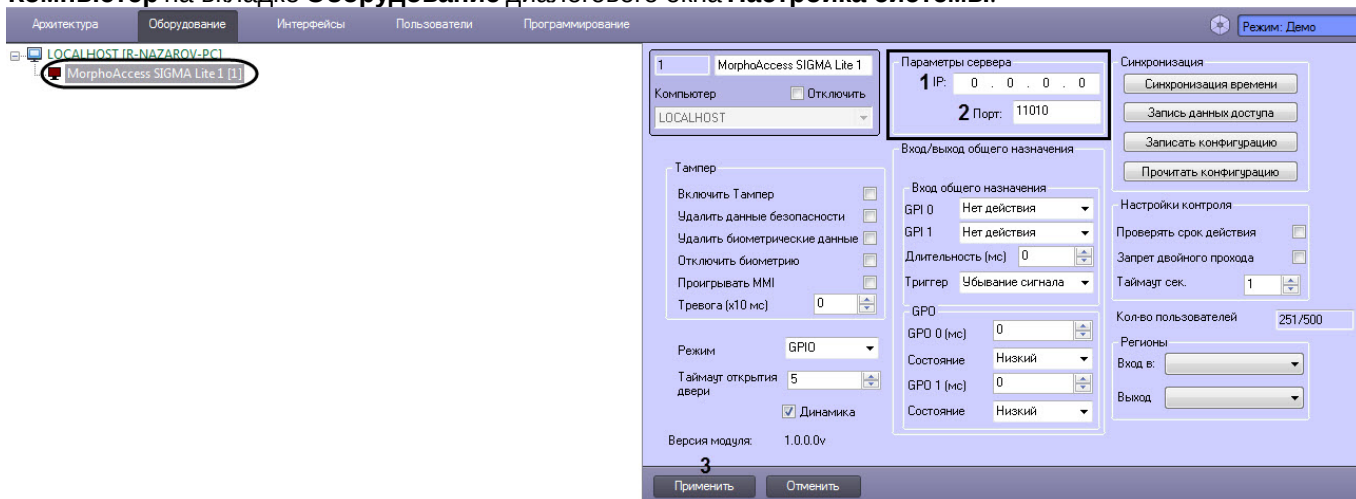 Компьютер на вкладке Оборудование диалогового окна Настройка системы.
Архитектура Оборудование Интерфейсы Пользователи Программирование Режим: Демо
LOCALHOST [R-NAZAROV-PC]
MorphoAccess SIGMA Lite 1 [1]
1 MorphoAccess SIGMA Lite 1
Компьютер Отключить
LOCALHOST
Тампер
Включить Тампер
Удалить данные безопасности
Удалить биометрические данные
Отключить биометрию
Проигрывать MMI
Тревога (x10 мс) 0
Режим GPIO
Таймаут открытия 5
двери
Динамика
Версия модуля: 1.0.0.0v
Параметры сервера
1 IP: 0 . 0 . 0 . 0
2 Порт: 11010
Вход/выход общего назначения
Вход общего назначения
GPI 0 Нет действия
GPI 1 Нет действия
Длительность (мс) 0
Триггер Убывание сигнала
GPO
GPO 0 (мс) 0
Состояние Низкий
GPO 1 (мс) 0
Состояние Низкий
Синхронизация
Синхронизация времени
Запись данных доступа
Записать конфигурацию
Прочитать конфигурацию
Настройки контроля
Проверять срок действия
Запрет двойного прохода
Таймаут сек. 1
Кол-во пользователей 251/500
Регионы
Вход в:
Выход
3
Применить Отменить